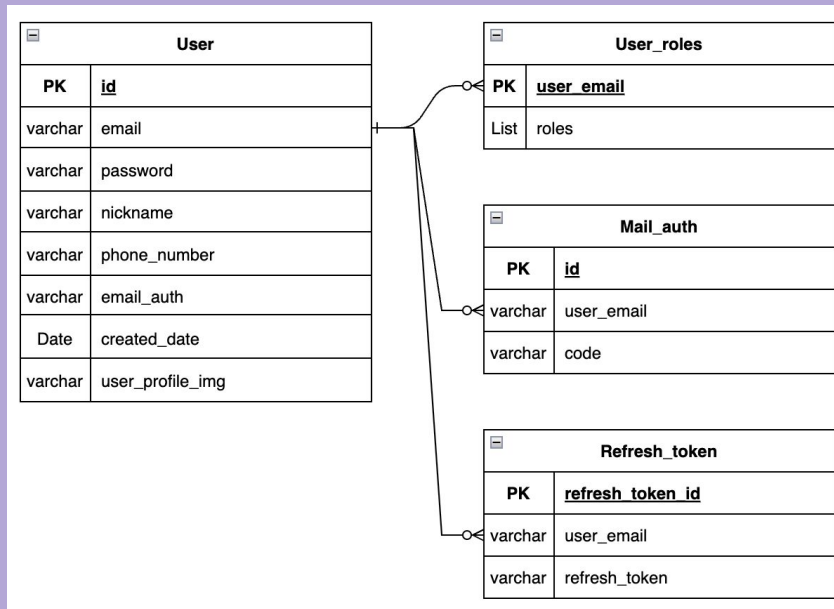 User
PK id
varchar email
varchar password
varchar nickname
varchar phone_number
varchar email_auth
Date created_date
varchar user_profile_img
User_roles
PK user_email
List roles
Mail_auth
PK id
varchar user_email
varchar code
Refresh_token
PK refresh_token_id
varchar user_email
varchar refresh_token